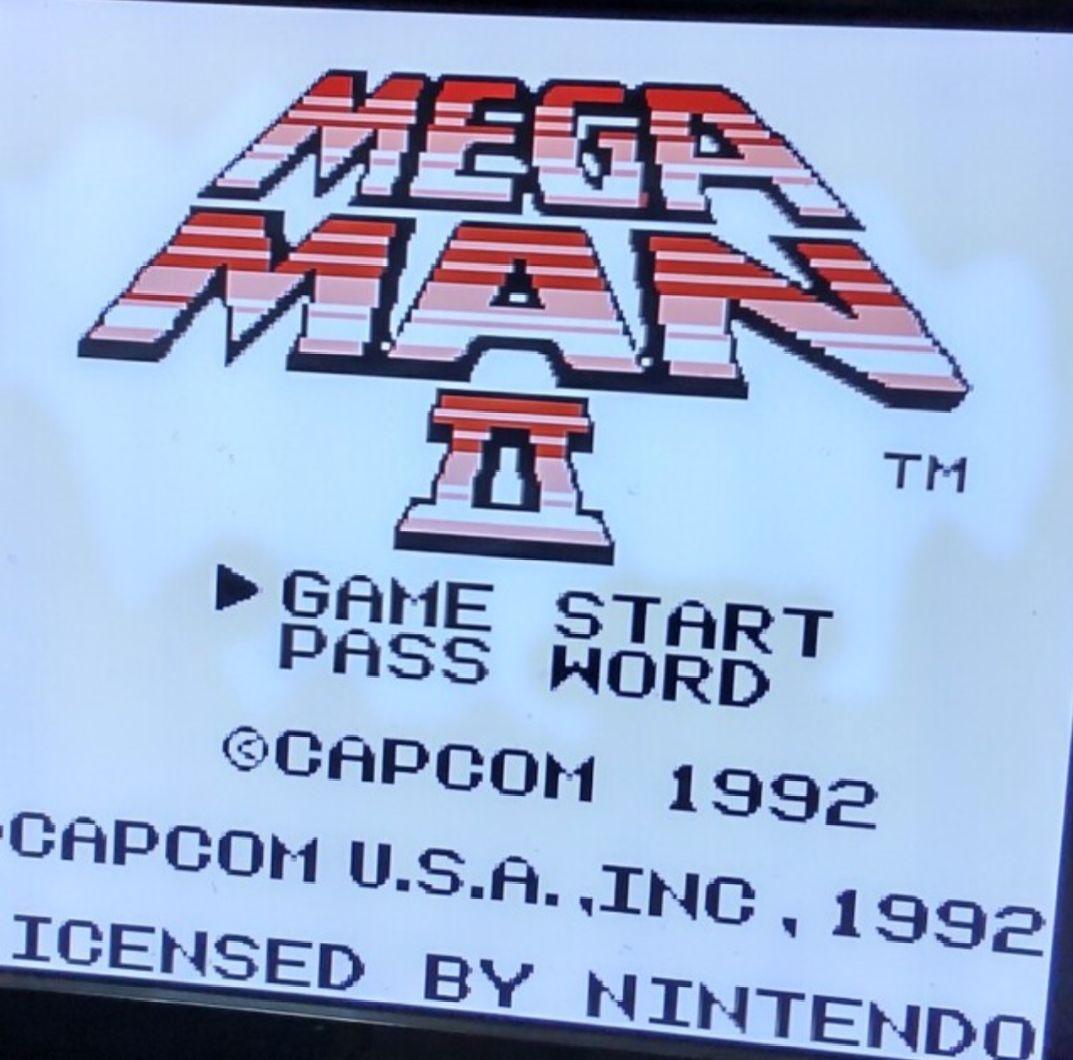 MEGA
MAN
II
TM
▶GAME START
PASS WORD
©CAPCOM 1992
CAPCOM U.S.A.,INC,1992
ICENSED BY NINTENDO